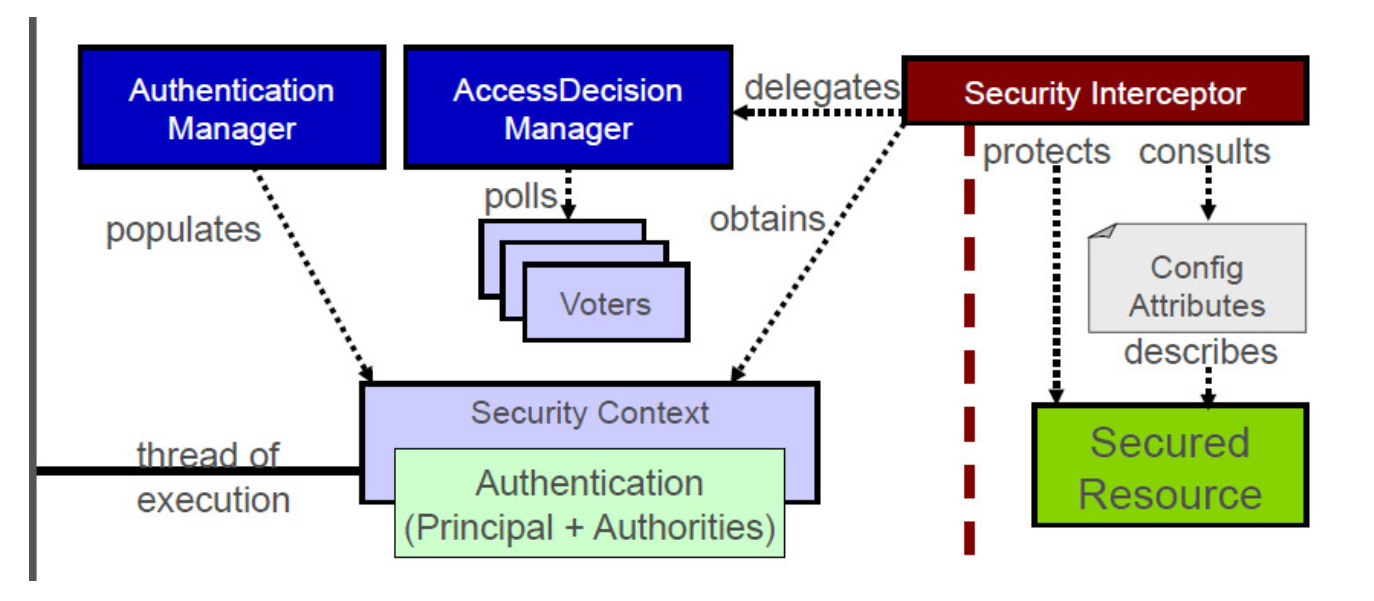 Authentication
Manager
AccessDecision
Manager
delegates
Security Interceptor
protects
consults
polls
populates
obtains
Voters
Config
Attributes
describes
Security Context
thread of
execution
Authentication
(Principal + Authorities)
Secured
Resource